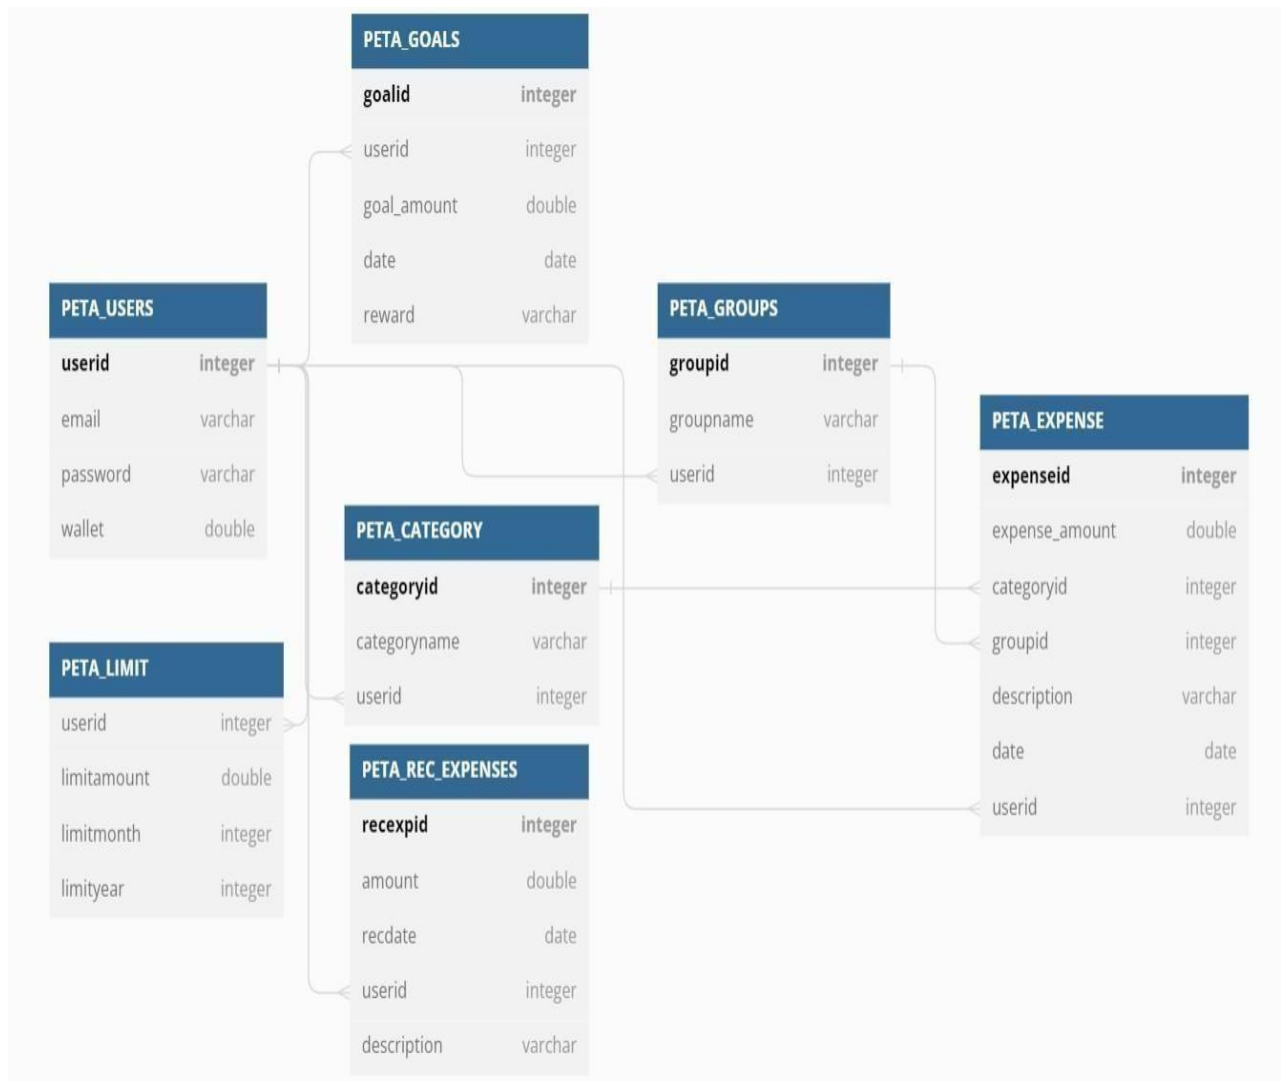 PETA_GOALS
goalid integer
userid integer
goal_amount double
date date
reward varchar
PETA_USERS
userid integer
email varchar
password varchar
wallet double
PETA_GROUPS
groupid integer
groupname varchar
userid integer
PETA_EXPENSE
expenseid integer
expense_amount double
categoryid integer
groupid integer
description varchar
date date
userid integer
PETA_CATEGORY
categoryid integer
categoryname varchar
userid integer
PETA_LIMIT
userid integer
limitamount double
limitmonth integer
limityear integer
PETA_REC_EXPENSES
recexpid integer
amount double
recdate date
userid integer
description varchar